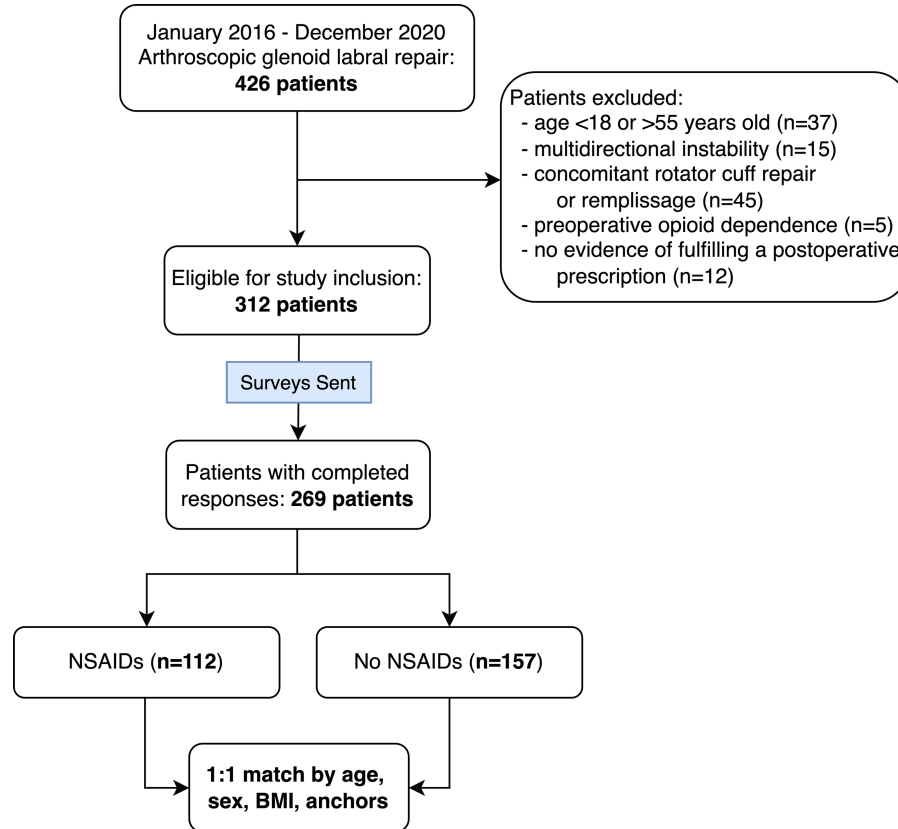 January 2016 - December 2020
Arthroscopic glenoid labral repair:
426 patients
Patients excluded:
- age <18 or >55 years old (n=37)
- multidirectional instability (n=15)
- concomitant rotator cuff repair
or remplissage (n=45)
- preoperative opioid dependence (n=5)
- no evidence of fulfilling a postoperative
prescription (n=12)
Eligible for study inclusion:
312 patients
Surveys Sent
Patients with completed
responses: 269 patients
NSAIDs (n=112)
No NSAIDs (n=157)
1:1 match by age,
sex, BMI, anchors